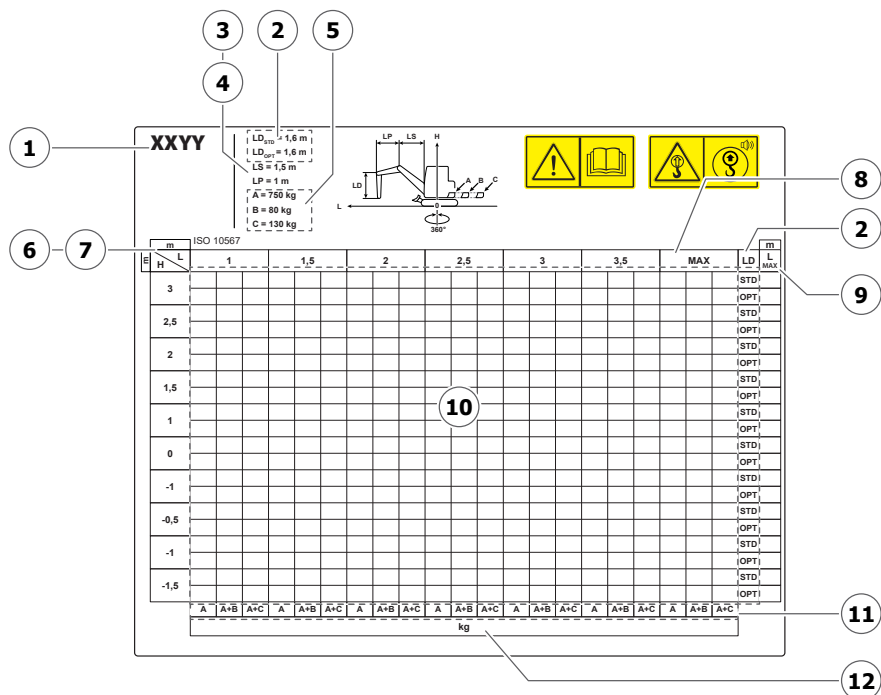 3
2
5
4
1
XXYY
LD STD = 1,6 m
LD OPT = 1,6 m
LS = 1,5 m
LP = 1 m
A = 750 kg
B = 80 kg
C = 130 kg
LP LS H
LD
A B C
L 0
360°
8
ISO 10567
6 7 2
E m L H 1 1,5 2 2,5 3 3,5 MAX LD m L MAX
9
3 STD
OPT
2,5 STD
OPT
2 STD
OPT
1,5 STD
OPT
10
1 STD
OPT
0 STD
OPT
-1 STD
OPT
-0,5 STD
OPT
-1 STD
OPT
-1,5 STD
OPT
A A+B A+C A A+B A+C A A+B A+C A A+B A+C A A+B A+C A A+B A+C A A+B A+C
11
kg
12